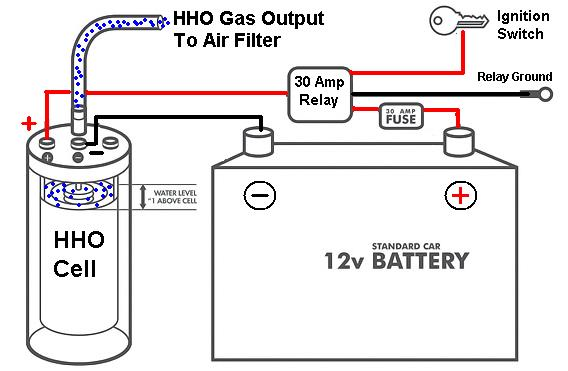 HHO Gas Output
To Air Filter
Ignition
Switch
Relay Ground
30 Amp
Relay
30 AMP
FUSE
+
-
+
-
WATER LEVEL
"1 ABOVE CELL
HHO
Cell
-
+
STANDARD CAR
12v BATTERY